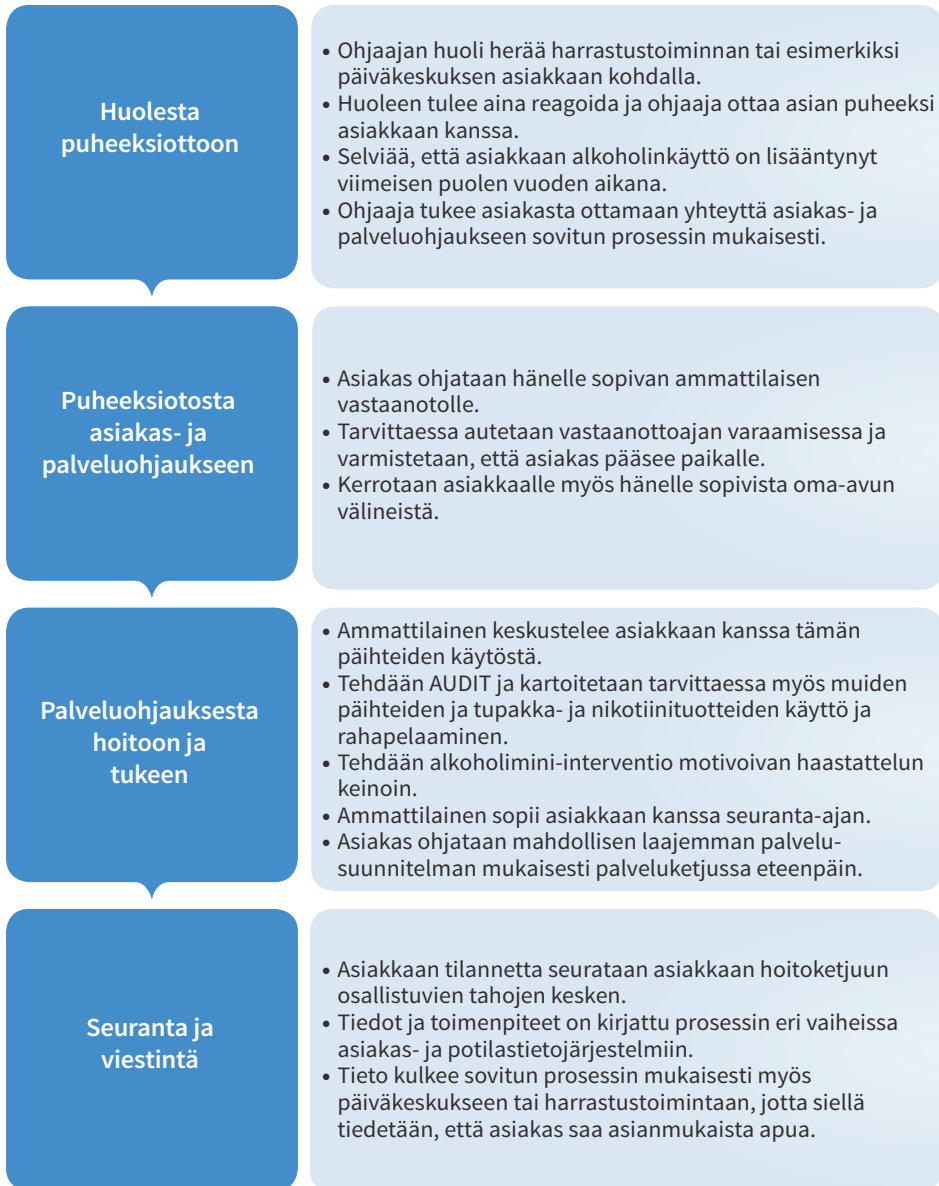 Huolesta
puheeksiottoon
• Ohjaajan huoli herää harrastustoiminnan tai esimerkiksi
päiväkeskuksen asiakkaan kohdalla.
• Huoleen tulee aina reagoida ja ohjaaja ottaa asian puheeksi
asiakkaan kanssa.
• Selviää, että asiakkaan alkoholinkäyttö on lisääntynyt
viimeisen puolen vuoden aikana.
• Ohjaaja tukee asiakasta ottamaan yhteyttä asiakas- ja
palveluohjaukseen sovitun prosessin mukaisesti.
Puheeksiotosta
asiakas- ja
palveluohjaukseen
• Asiakas ohjataan hänelle sopivan ammattilaisen
vastaanotolle.
• Tarvittaessa autetaan vastaanottoajan varaamisessa ja
varmistetaan, että asiakas pääsee paikalle.
• Kerrotaan asiakkaalle myös hänelle sopivista oma-avun
välineistä.
Palveluohjauksesta
hoitoon ja
tukeen
• Ammattilainen keskustelee asiakkaan kanssa tämän
päihteiden käytöstä.
• Tehdään AUDIT ja kartoitetaan tarvittaessa myös muiden
päihteiden ja tupakka- ja nikotiinituotteiden käyttö ja
rahapelaaminen.
• Tehdään alkoholimini-interventio motivoivan haastattelun
keinoin.
• Ammattilainen sopii asiakkaan kanssa seuranta-ajan.
• Asiakas ohjataan mahdollisen laajemman palvelu-
suunnitelman mukaisesti palveluketjussa eteenpäin.
Seuranta ja
viestintä
• Asiakkaan tilannetta seurataan asiakkaan hoitoketjuun
osallistuvien tahojen kesken.
• Tiedot ja toimenpiteet on kirjattu prosessin eri vaiheissa
asiakas- ja potilastietojärjestelmiin.
• Tieto kulkee sovitun prosessin mukaisesti myös
päiväkeskukseen tai harrastustoimintaan, jotta siellä
tiedetään, että asiakas saa asianmukaista apua.